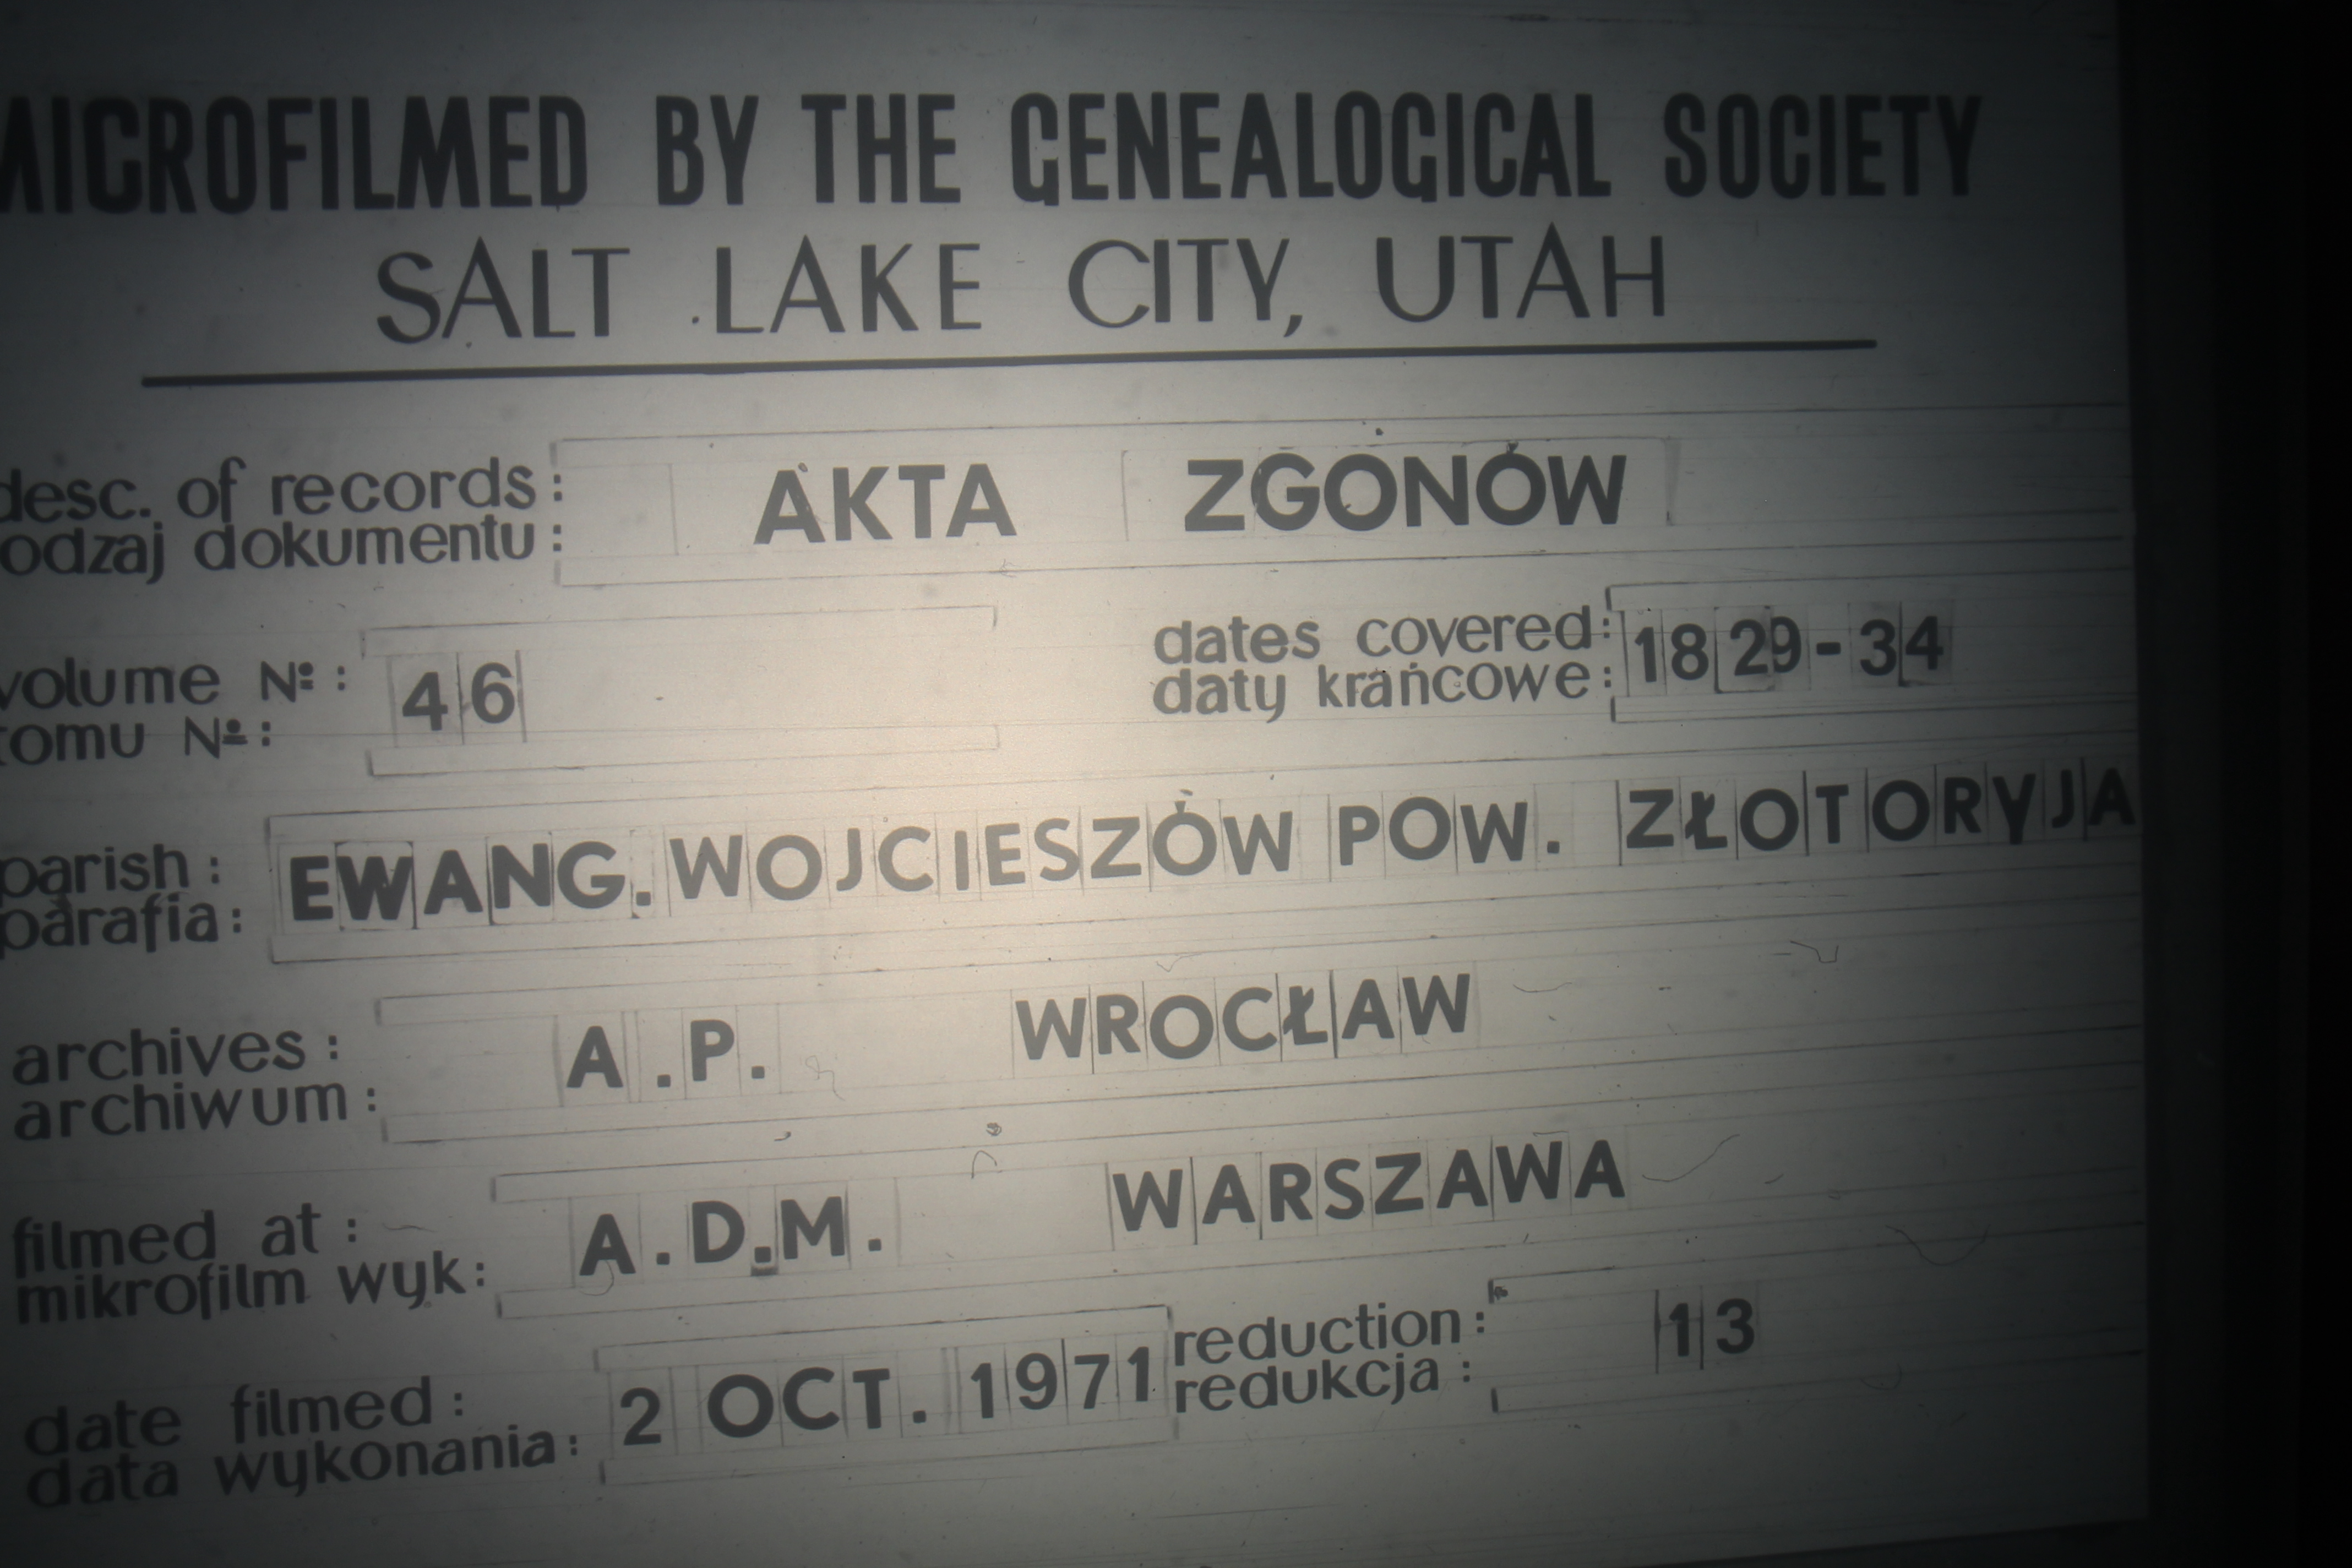 MICROFILMED BY THE GENEALOGICAL SOCIETY
SALT LAKE CITY, UTAH
desc. of records: AKTA ZGONÓW
odzaj dokumentu:
volume №: 46
tomu №:
dates covered: 1829-34
daty krańcowe:
parish: EWANG. WOJCIESZÓW POW. ZŁOTORYJA
parafia:
archives: A.P. WROCŁAW
archiwum:
filmed at: A.D.M. WARSZAWA
mikrofilm wyk:
date filmed: 2 OCT. 1971
data wykonania:
reduction: 13
redukcja: